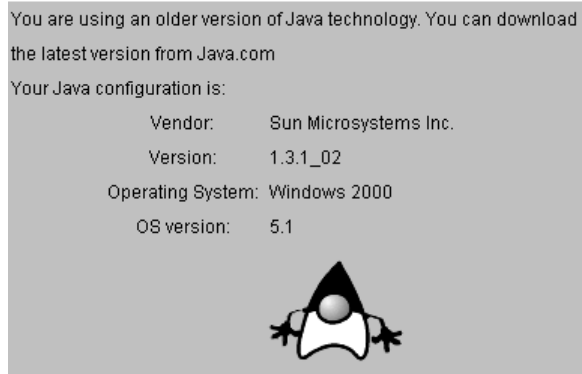 You are using an older version of Java technology. You can download
the latest version from Java.com
Your Java configuration is:
Vendor: Sun Microsystems Inc.
Version: 1.3.1_02
Operating System: Windows 2000
OS version: 5.1